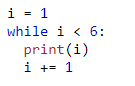 i = 1
while i < 6:
  print(i)
  i += 1